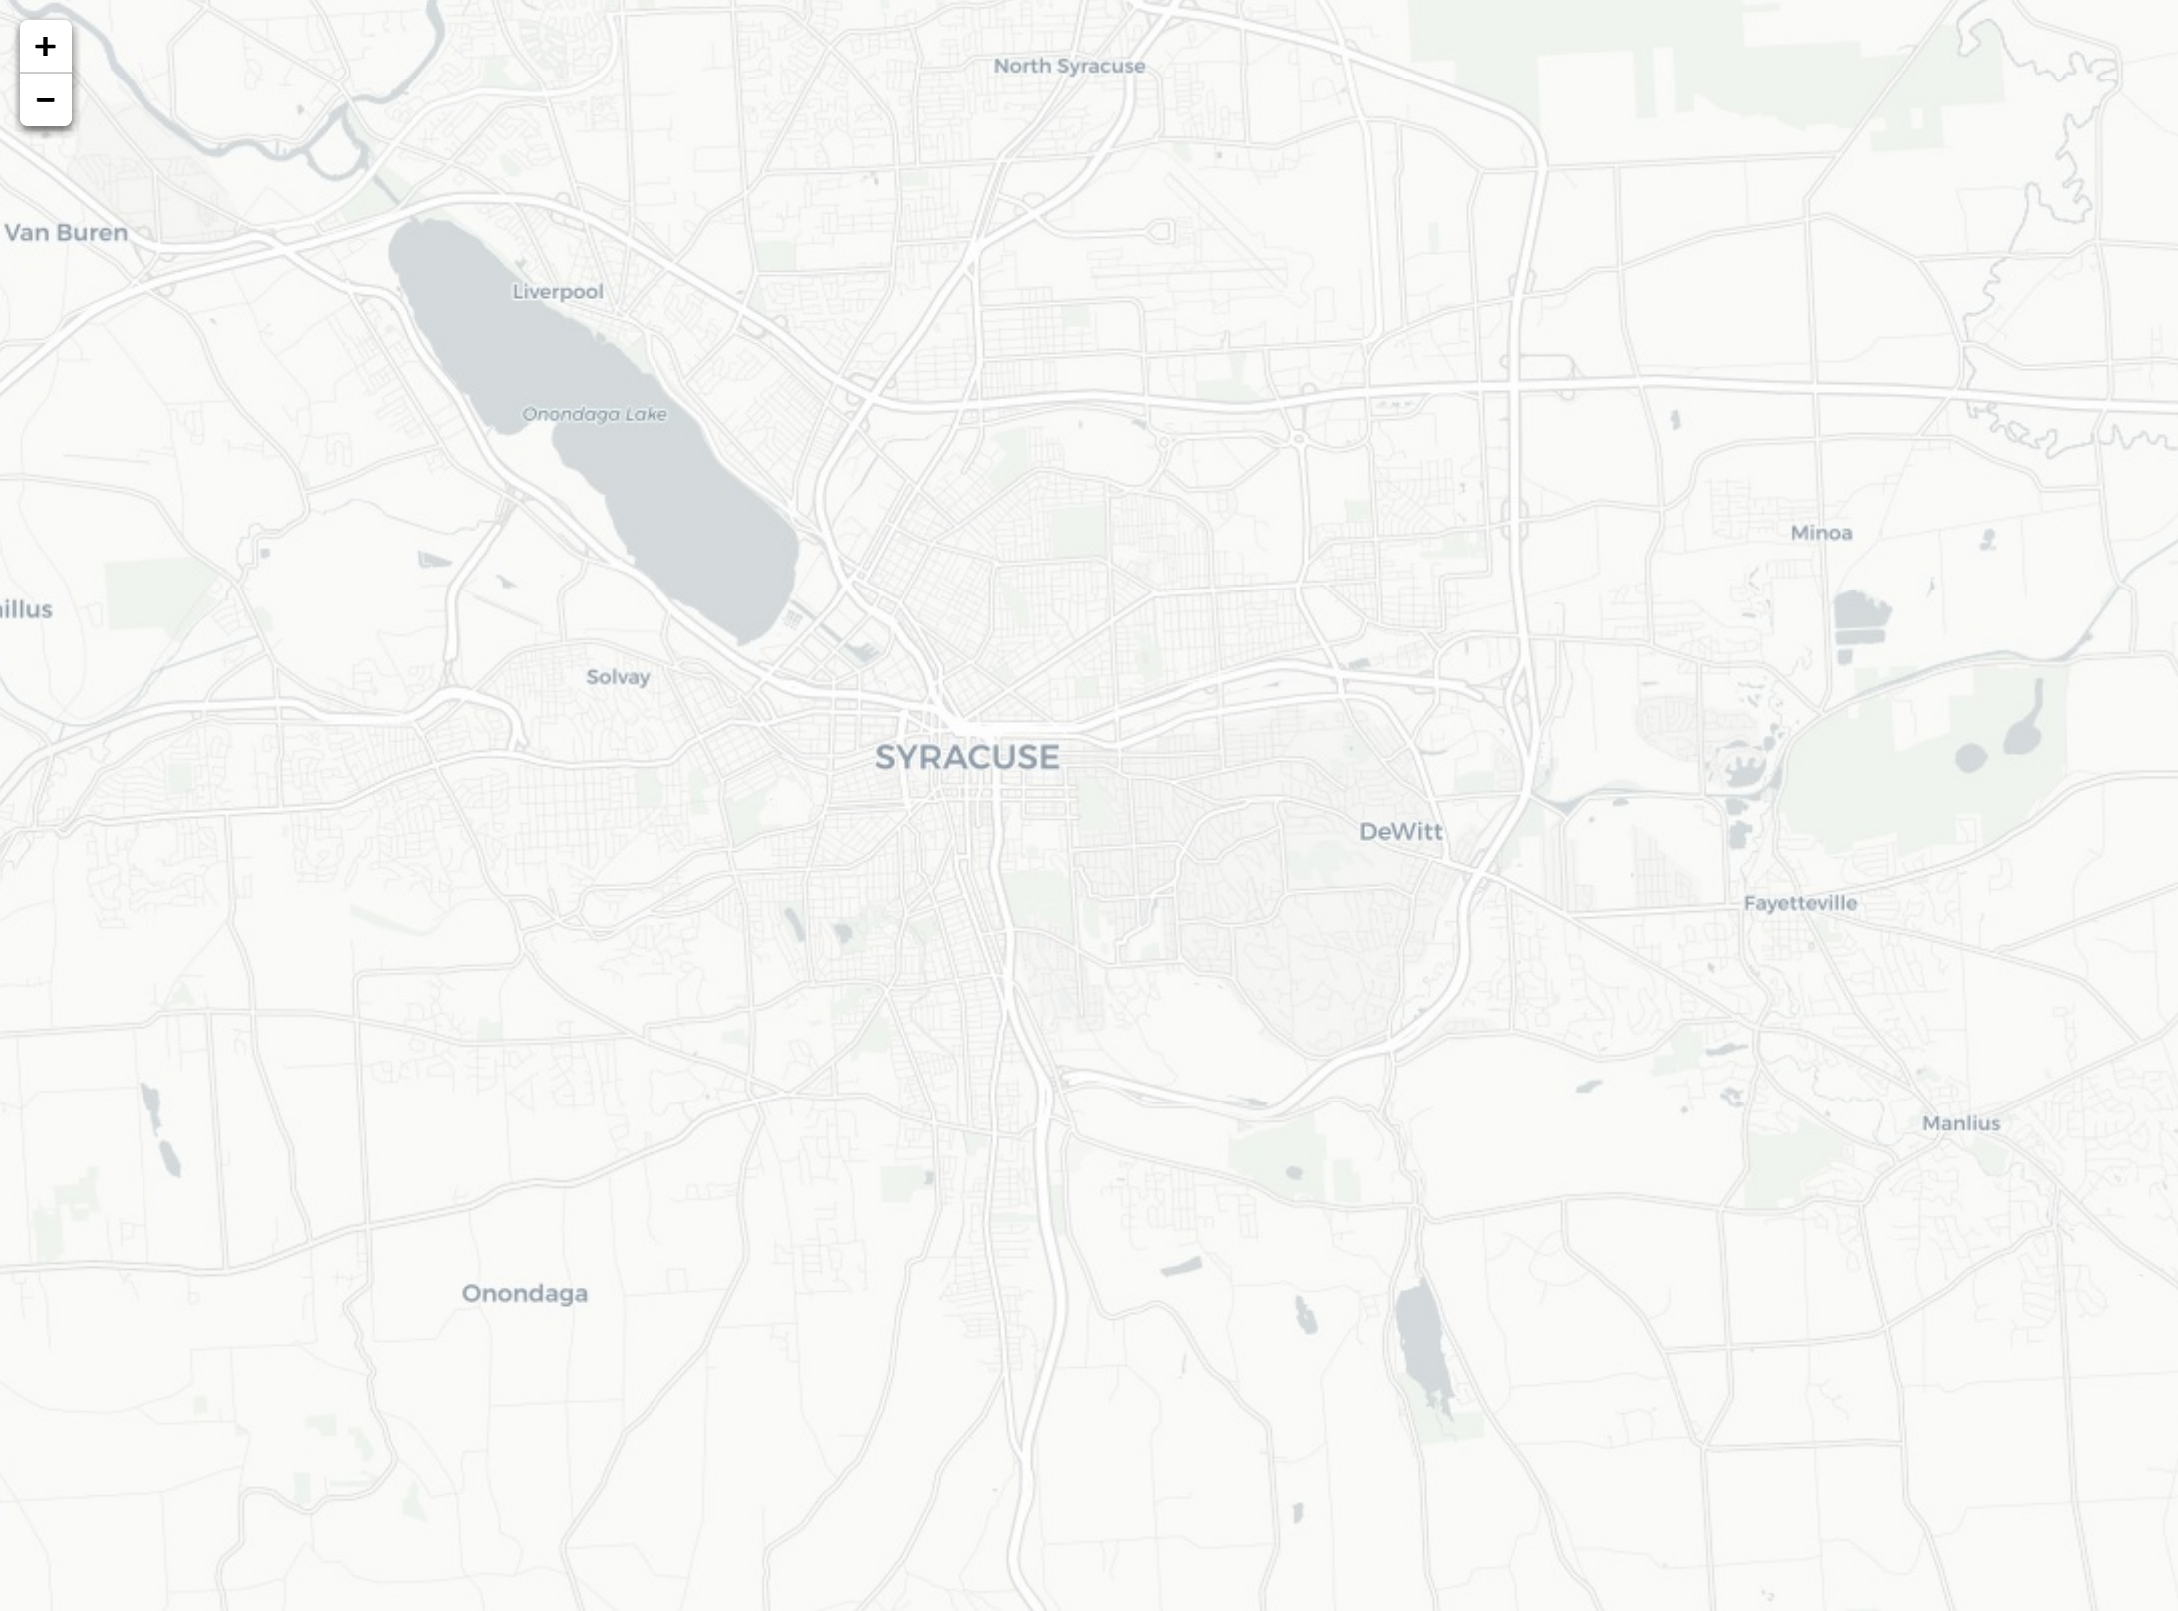 +
North Syracuse
−
Van Buren
Liverpool
Onondaga Lake
Minoa
illus
Solvay
SYRACUSE
DeWitt
Fayetteville
Manlius
Onondaga